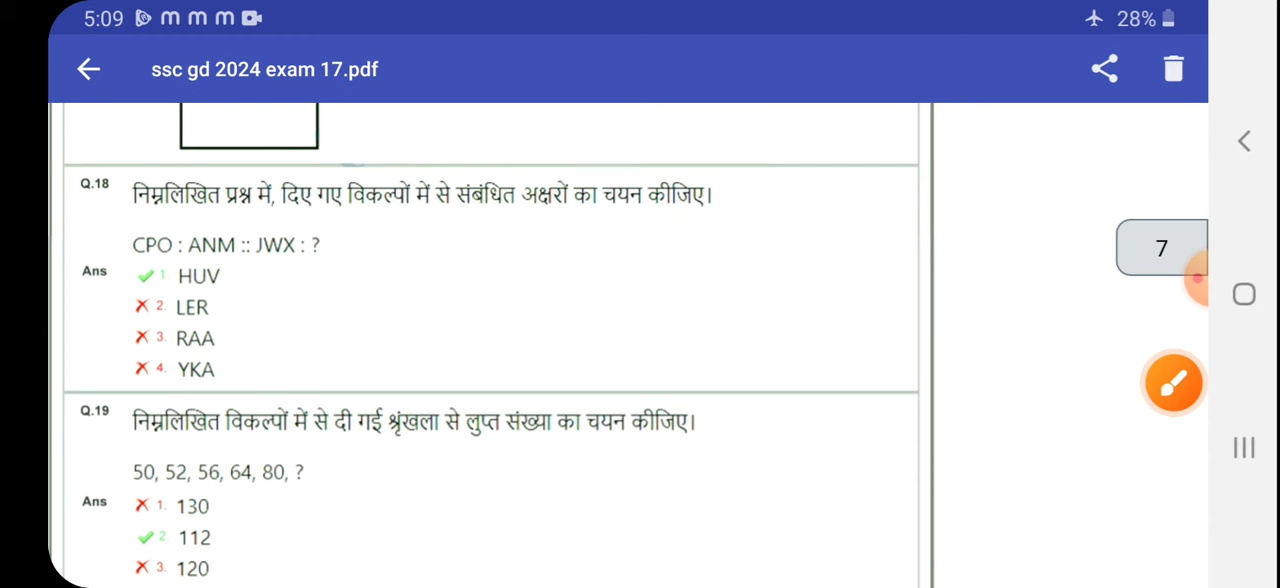 5:09 m m m 28%
ssc gd 2024 exam 17.pdf
Q.18 निम्नलिखित प्रश्न में, दिए गए विकल्पों में से संबंधित अक्षरों का चयन कीजिए।
CPO : ANM :: JWX : ?
Ans 1 HUV
2. LER
3. RAA
4. YKA
7
Q.19 निम्नलिखित विकल्पों में से दी गई श्रृंखला से लुप्त संख्या का चयन कीजिए।
50, 52, 56, 64, 80, ?
Ans 1. 130
2 112
3. 120